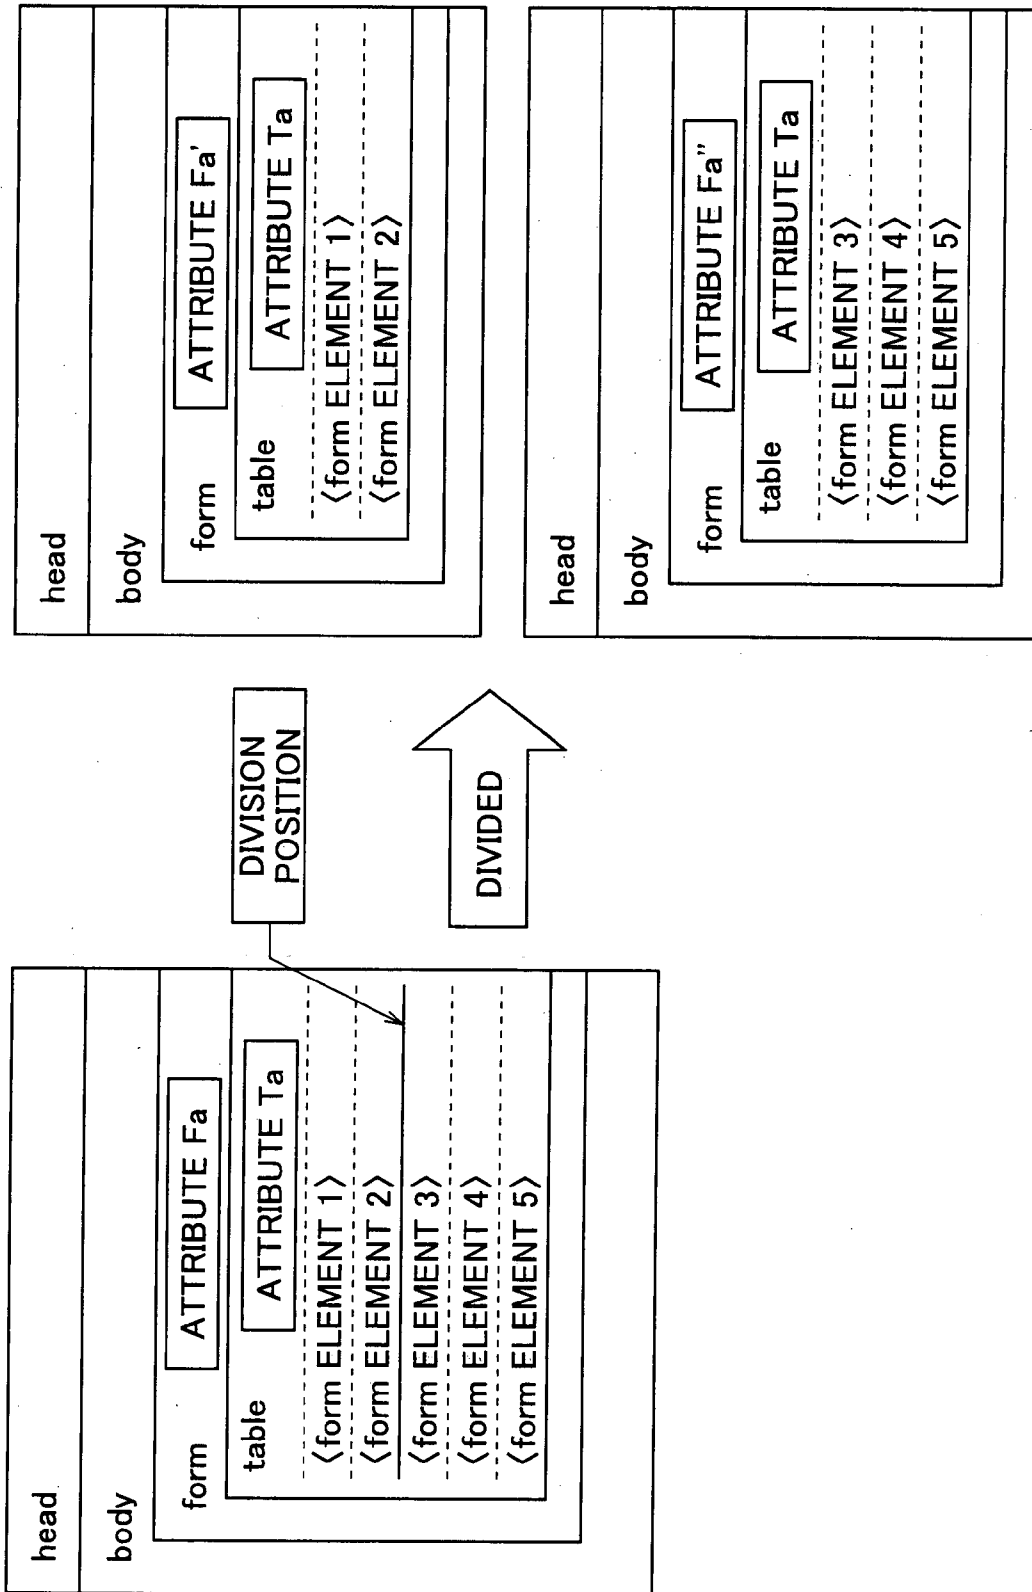 head
body
form
ATTRIBUTE Fa
table
ATTRIBUTE Ta
<form ELEMENT 1>
<form ELEMENT 2>
<form ELEMENT 3>
<form ELEMENT 4>
<form ELEMENT 5>
DIVISION
POSITION
DIVIDED
head
body
form
ATTRIBUTE Fa'
table
ATTRIBUTE Ta
<form ELEMENT 1>
<form ELEMENT 2>
head
body
form
ATTRIBUTE Fa"
table
ATTRIBUTE Ta
<form ELEMENT 3>
<form ELEMENT 4>
<form ELEMENT 5>